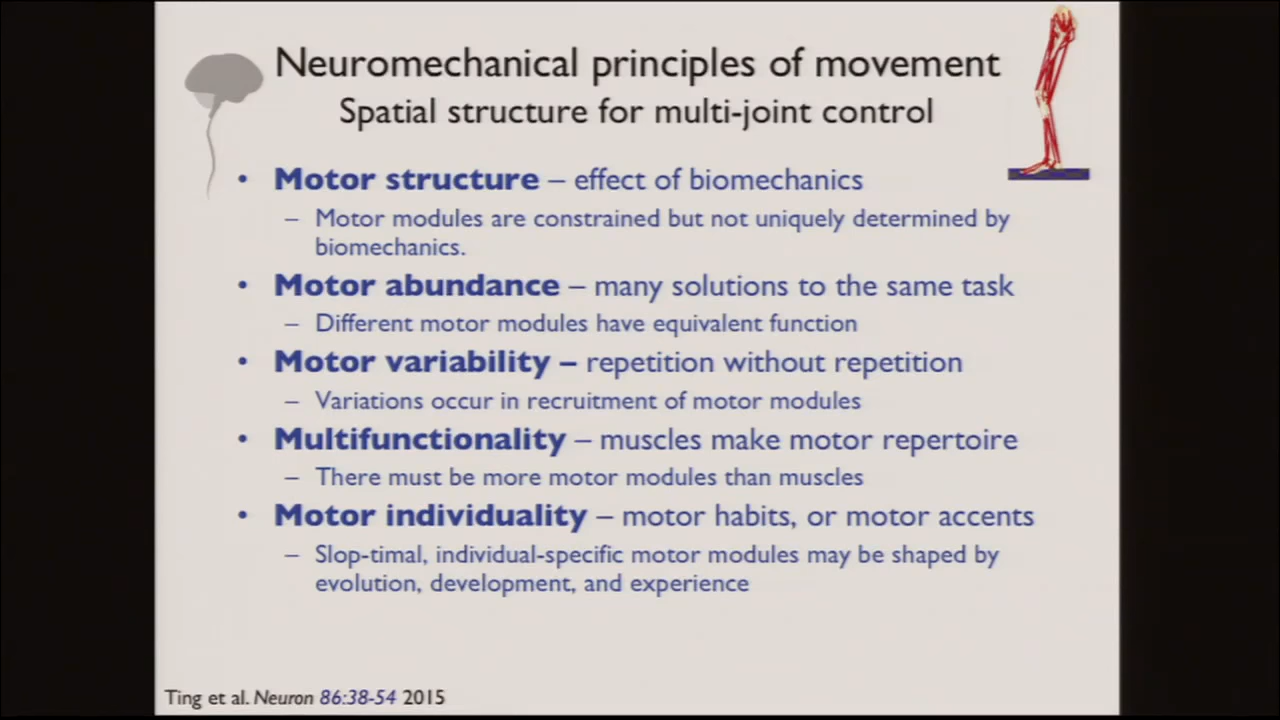 Neuromechanical principles of movement
Spatial structure for multi-joint control
• Motor structure – effect of biomechanics
– Motor modules are constrained but not uniquely determined by
biomechanics.
• Motor abundance – many solutions to the same task
– Different motor modules have equivalent function
• Motor variability – repetition without repetition
– Variations occur in recruitment of motor modules
• Multifunctionality – muscles make motor repertoire
– There must be more motor modules than muscles
• Motor individuality – motor habits, or motor accents
– Slop-timal, individual-specific motor modules may be shaped by
evolution, development, and experience
Ting et al. Neuron 86:38-54 2015